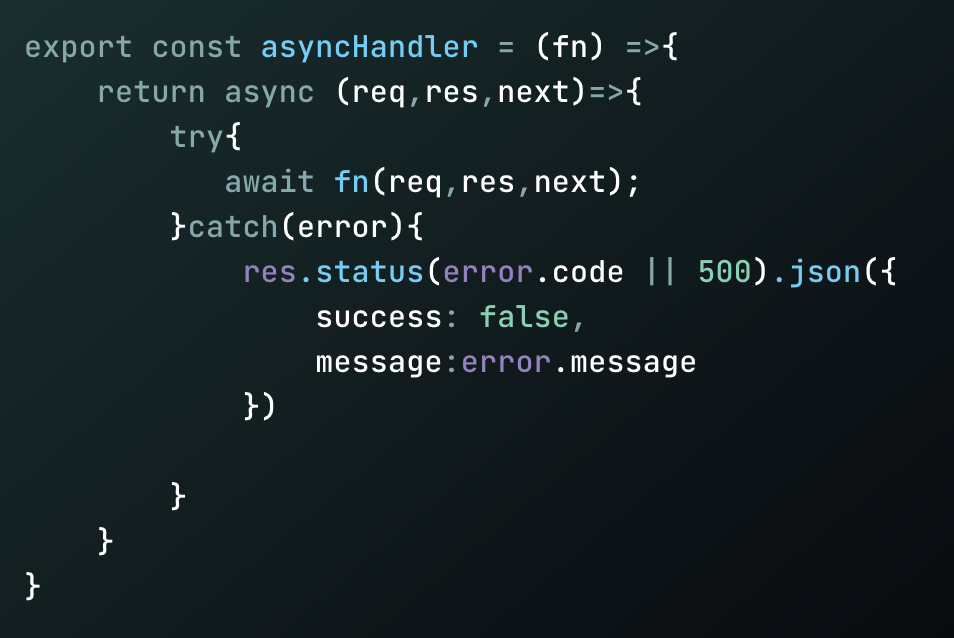 export const asyncHandler = (fn) =>{
    return async (req,res,next)=>{
        try{
           await fn(req,res,next);
        }catch(error){
            res.status(error.code || 500).json({
                success: false,
                message:error.message
            })
        }
    }
}